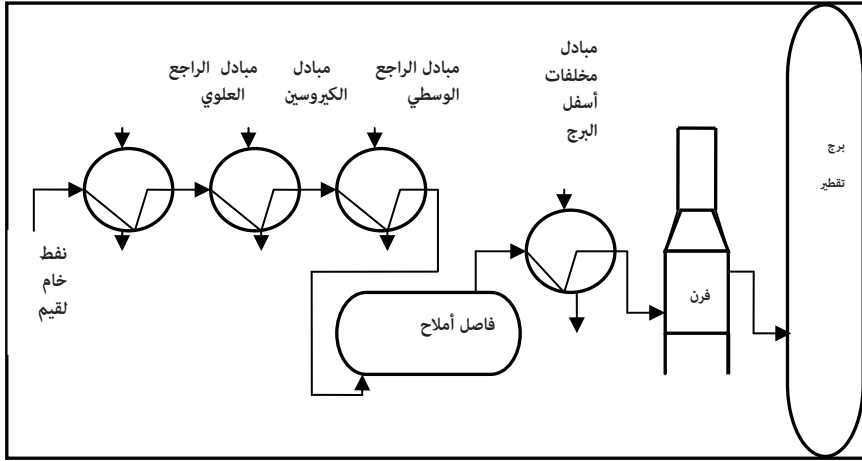 مبادل الراجع
العلوي
مبادل
الكيروسين
مبادل الراجع
الوسطي
مبادل
مخلفات
أسفل
البرج
برج
تقطير
نفط
خام
لقيم
فاصل أملاح
فرن